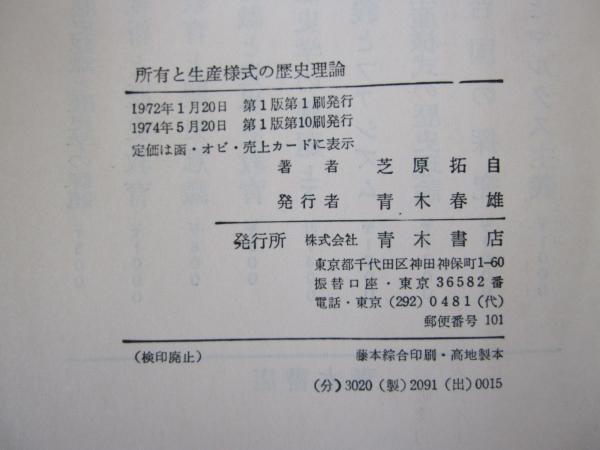 所有と生産様式の歴史理論
1972年1月20日 第1版第1刷発行
1974年5月20日 第1版第10刷発行
定価は函・オビ・売上カードに表示
著者 芝原拓自
発行者 青木春雄
発行所 株式会社 青木書店
東京都千代田区神田神保町1-60
振替口座・東京36582番
電話・東京(292)0481(代)
郵便番号 101
(検印廃止) 藤本綜合印刷・高地製本
(分)3020(製)2091(出)0015